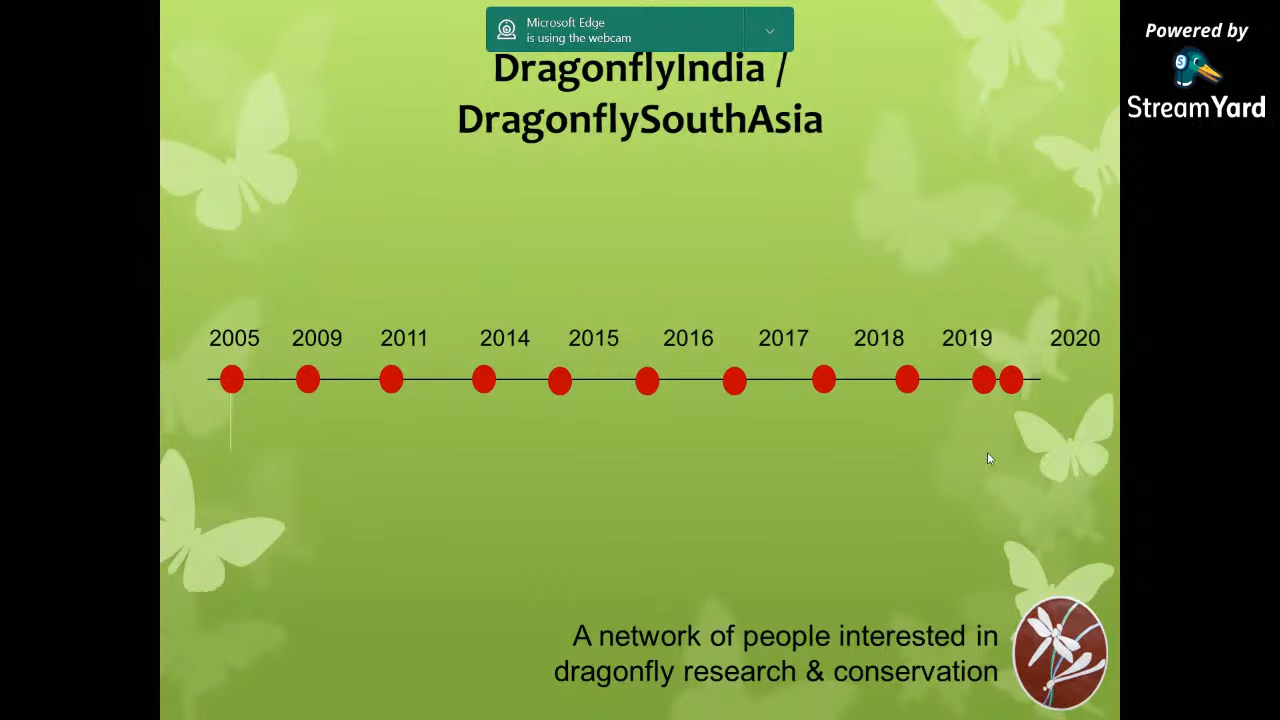 Microsoft Edge
is using the webcam
Powered by
StreamYard
DragonflyIndia /
DragonflySouthAsia
2005 2009 2011 2014 2015 2016 2017 2018 2019 2020
A network of people interested in
dragonfly research & conservation